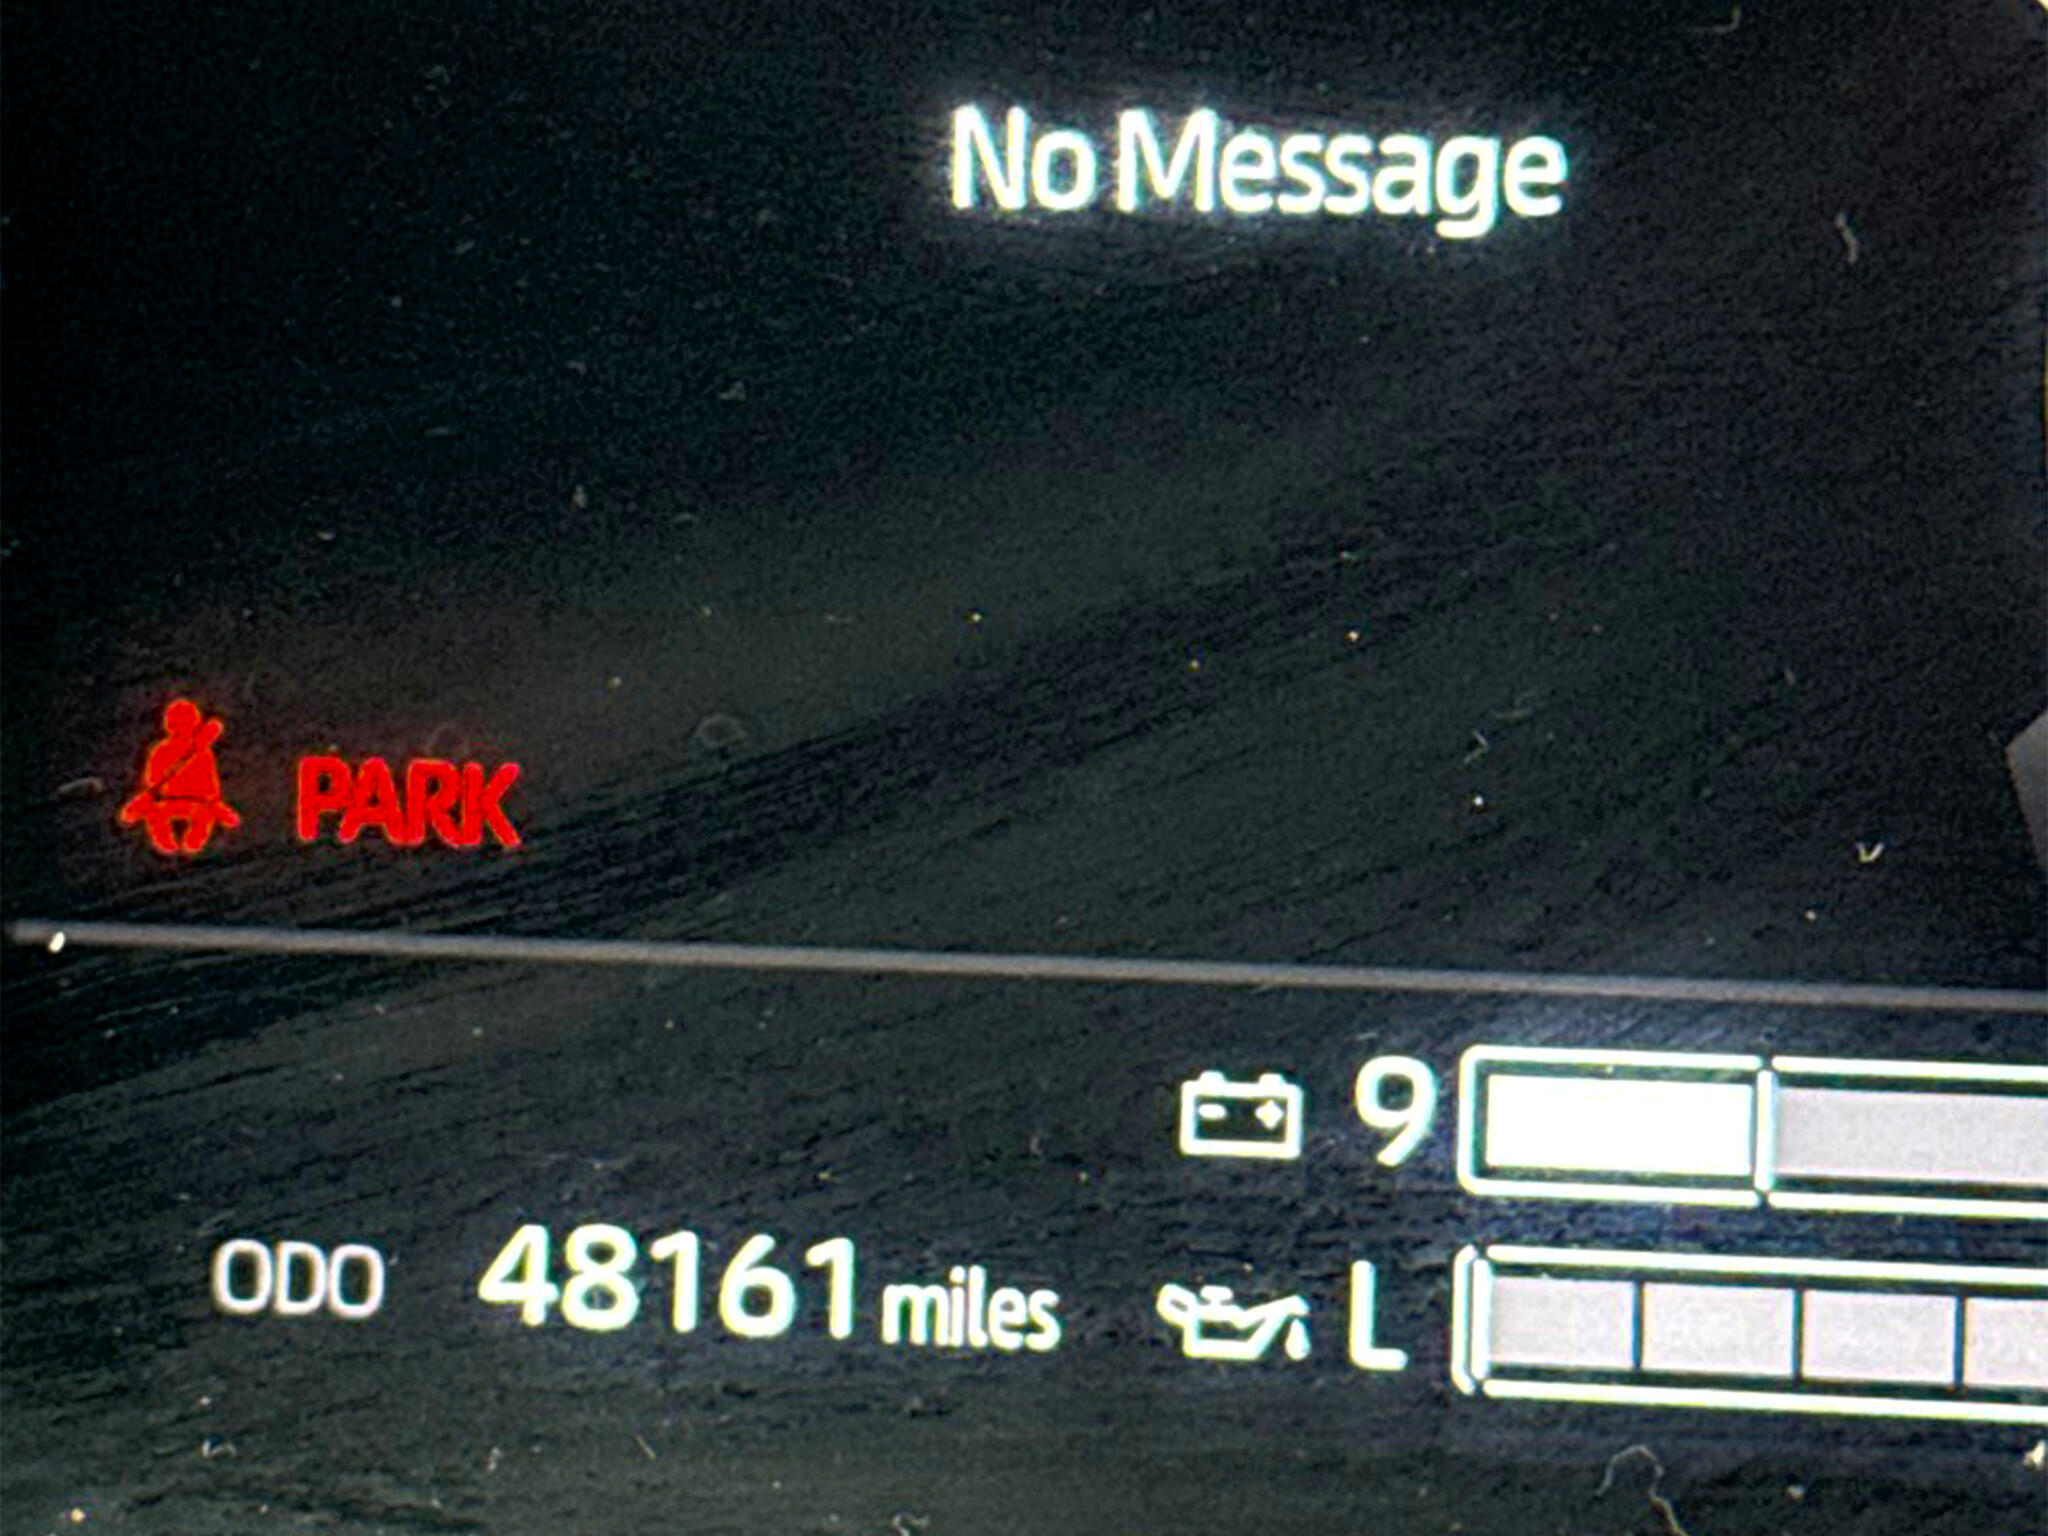 No Message
PARK
9
ODO 48161 miles L